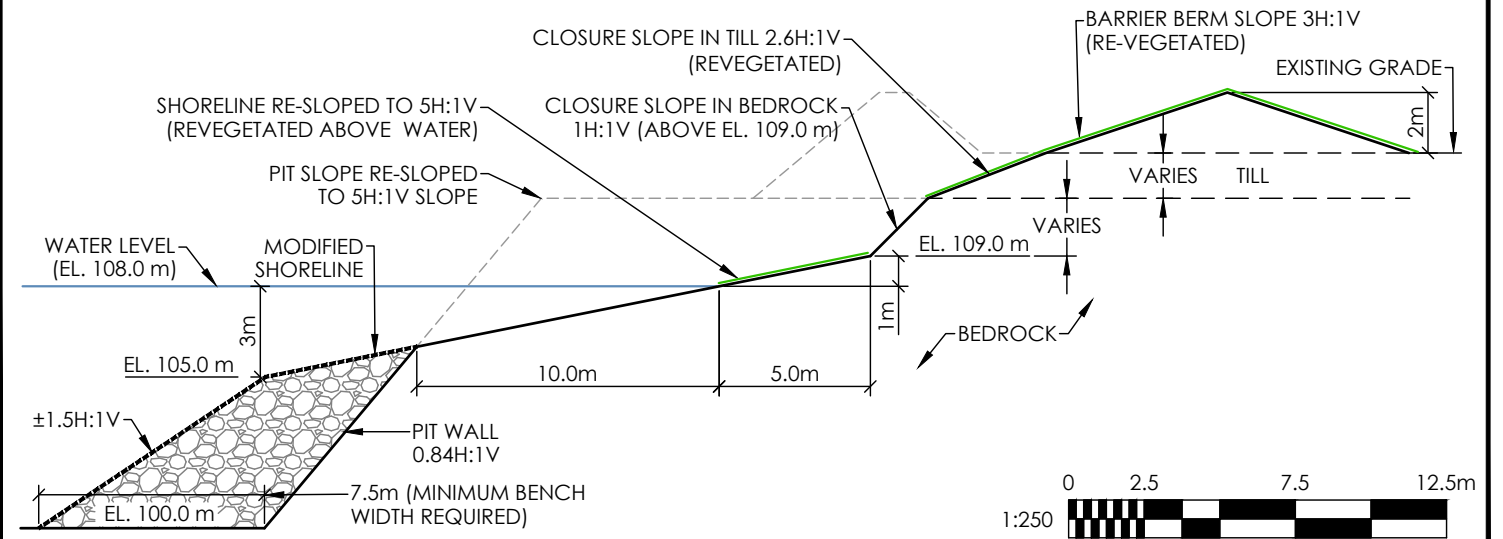 BARRIER BERM SLOPE 3H:1V
(RE-VEGETATED)
CLOSURE SLOPE IN TILL 2.6H:1V
(REVEGETATED)
EXISTING GRADE
SHORELINE RE-SLOPED TO 5H:1V
(REVEGETATED ABOVE WATER)
CLOSURE SLOPE IN BEDROCK
1H:1V (ABOVE EL. 109.0 m)
2m
PIT SLOPE RE-SLOPED
TO 5H:1V SLOPE
VARIES
TILL
VARIES
WATER LEVEL
(EL. 108.0 m)
MODIFIED
SHORELINE
EL. 109.0 m
3m
1m
BEDROCK
EL. 105.0 m
10.0m
5.0m
±1.5H:1V
PIT WALL
0.84H:1V
7.5m (MINIMUM BENCH
WIDTH REQUIRED)
EL. 100.0 m
0 2.5 7.5 12.5m
1:250